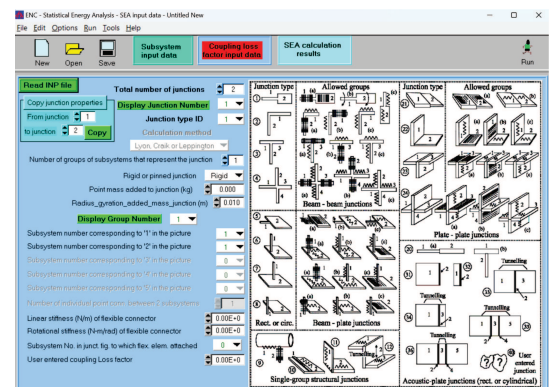 ENC - Statistical Energy Analysis - SEA input data - Untitled New
File Edit Options Run Tools Help
New Open Save
Subsystem input data
Coupling loss factor input data
SEA calculation results
Run
Read INP file
Total number of junctions 2
Copy junction properties
Display Junction Number 1
From junction 1
Junction type ID 1
to junction 2 Copy
Calculation method
Lyon, Creik or Leppington
Number of groups of subsystems that represent the junction 1
Rigid or pinned junction Rigid
Point mass added to junction (kg) 0.000
Radius_gyration_added_mass_junction (m) 0.010
Display Group Number 1
Subsystem number corresponding to '1' in the picture 1
Subsystem number corresponding to '2' in the picture 1
Subsystem number corresponding to '3' in the picture 0
Subsystem number corresponding to '4' in the picture 0
Subsystem number corresponding to '5' in the picture 0
Number of individual point conn. between 2 subsystems 1
Linear stiffness (N/m) of flexible connector 0.00E+0
Rotational stiffness (N-m/rad) of flexible connector 0.00E+0
Subsystem No. in junct. fig. to which flex. elem. attached 0
User entered coupling Loss factor 0.00E+0
Junction type Allowed groups
Beam - beam junctions
Rect. or circ. Beam - plate junctions
Single-group structural junctions
Junction type Allowed groups
Plate - plate junctions
Tunnelling
Tunnelling
Tunnelling
User entered junction
Acoustic-plate junctions (rect. or cylindrical)